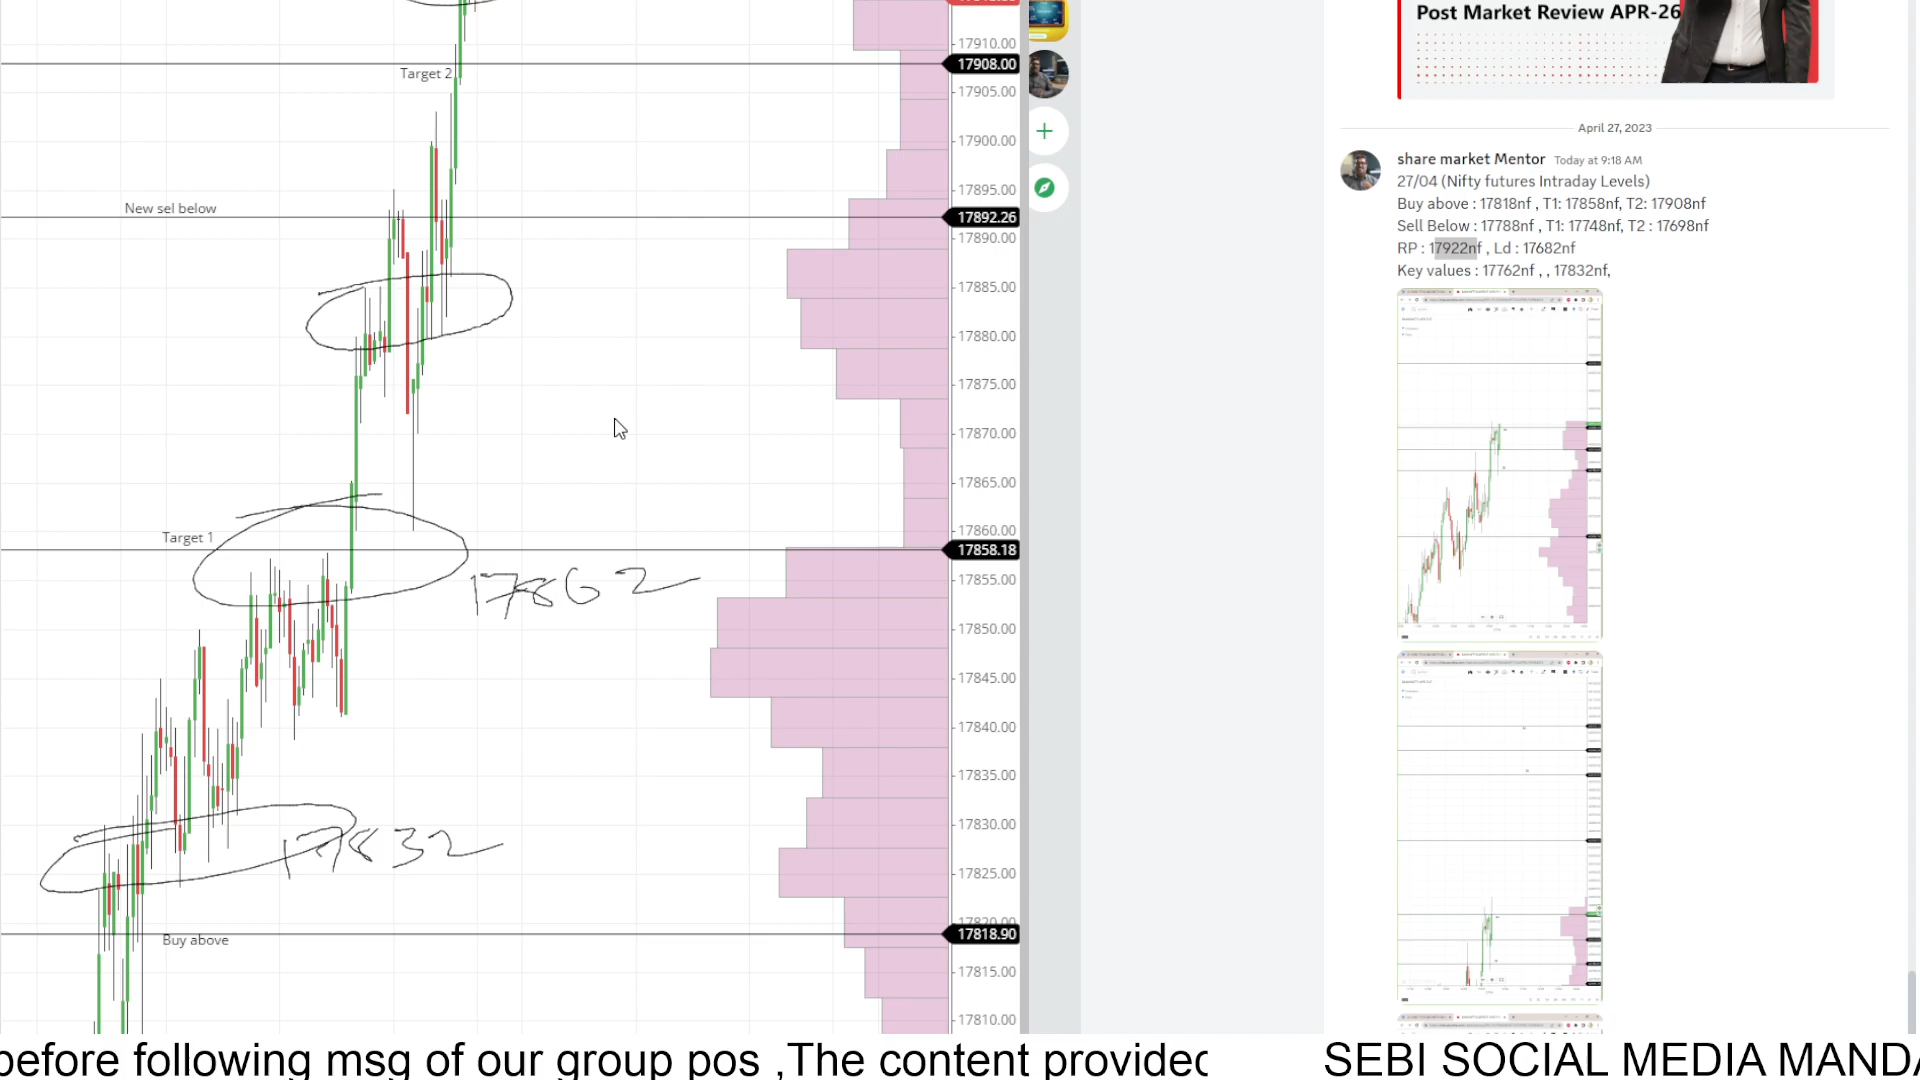 17910.00
17908.00
Target 2
17905.00
17900.00
17895.00
New sel below
17892.26
17890.00
17885.00
17880.00
17875.00
17870.00
17865.00
17860.00
Target 1
17858.18
17862
17855.00
17850.00
17845.00
17840.00
17835.00
17830.00
17832
17825.00
17820.00
17818.90
Buy above
17815.00
17810.00
Post Market Review APR-26
April 27, 2023
share market Mentor Today at 9:18 AM
27/04 (Nifty futures Intraday Levels)
Buy above : 17818nf , T1: 17858nf, T2: 17908nf
Sell Below : 17788nf , T1: 17748nf, T2 : 17698nf
RP : 17922nf , Ld : 17682nf
Key values : 17762nf , , 17832nf,
before following msg of our group pos ,The content provided
SEBI SOCIAL MEDIA MANDA